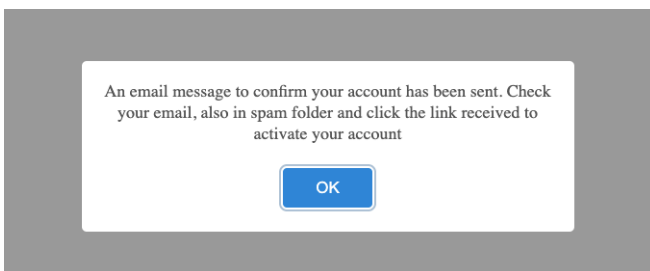 An email message to confirm your account has been sent. Check
your email, also in spam folder and click the link received to
activate your account
OK